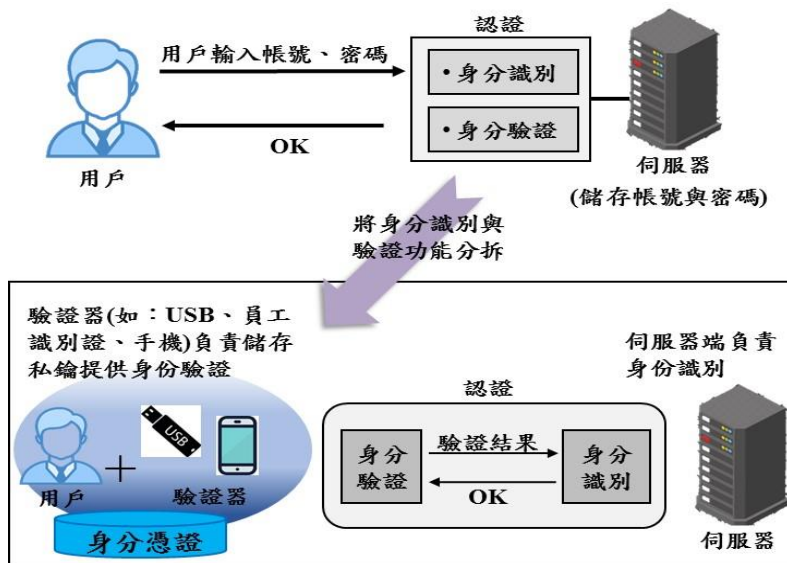 認證
用戶輸入帳號、密碼
•身分識別
•身分驗證
OK
用戶
伺服器
(儲存帳號與密碼)
將身分識別與
驗證功能分拆
驗證器(如：USB、員工
識別證、手機)負責儲存
私鑰提供身份驗證
伺服器端負責
身份識別
認證
USB
身分
驗證
驗證結果
OK
身分
識別
用戶
驗證器
身分憑證
伺服器